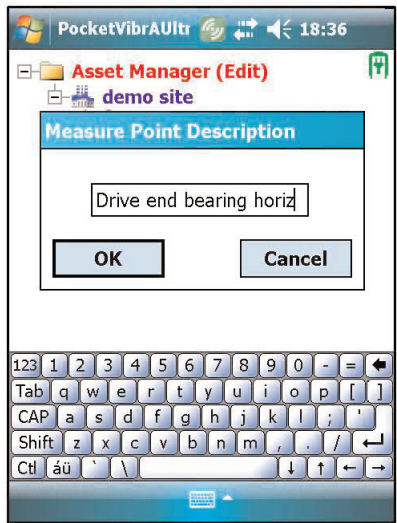 PocketVibrAUltr 18:36
Asset Manager (Edit)
demo site
Measure Point Description
Drive end bearing horiz
OK Cancel
123 1 2 3 4 5 6 7 8 9 0 - =
Tab q w e r t y u i o p [ ]
CAP a s d f g h j k l ; '
Shift z x c v b n m , . /
Ctl áü ` \